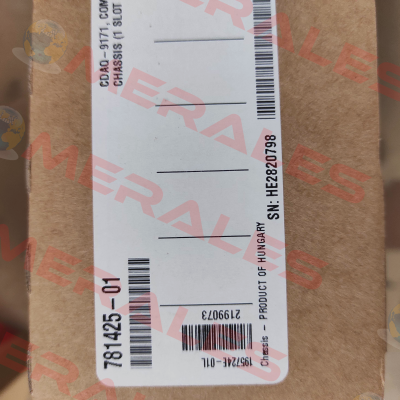 CDAQ-9171, COM
CHASSIS (1 SLOT
781425-01
195724E-01L
2199073
Chassis - PRODUCT OF HUNGARY
SN: HE2820798
MERALES
MERALES
MERALES